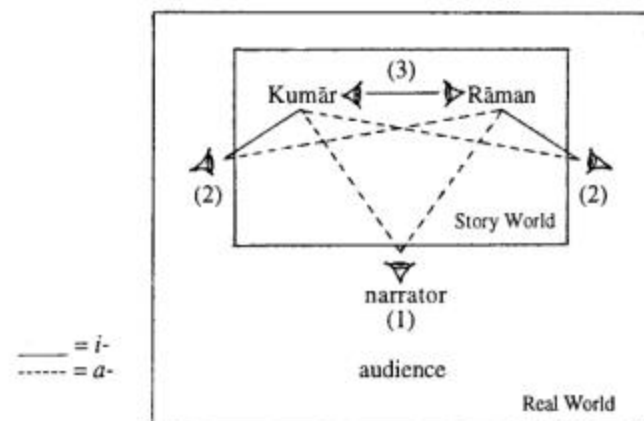 (3)
Kumār Rāman
(2) (2)
Story World
narrator
(1)
____ = i-
------ = a-
audience
Real World